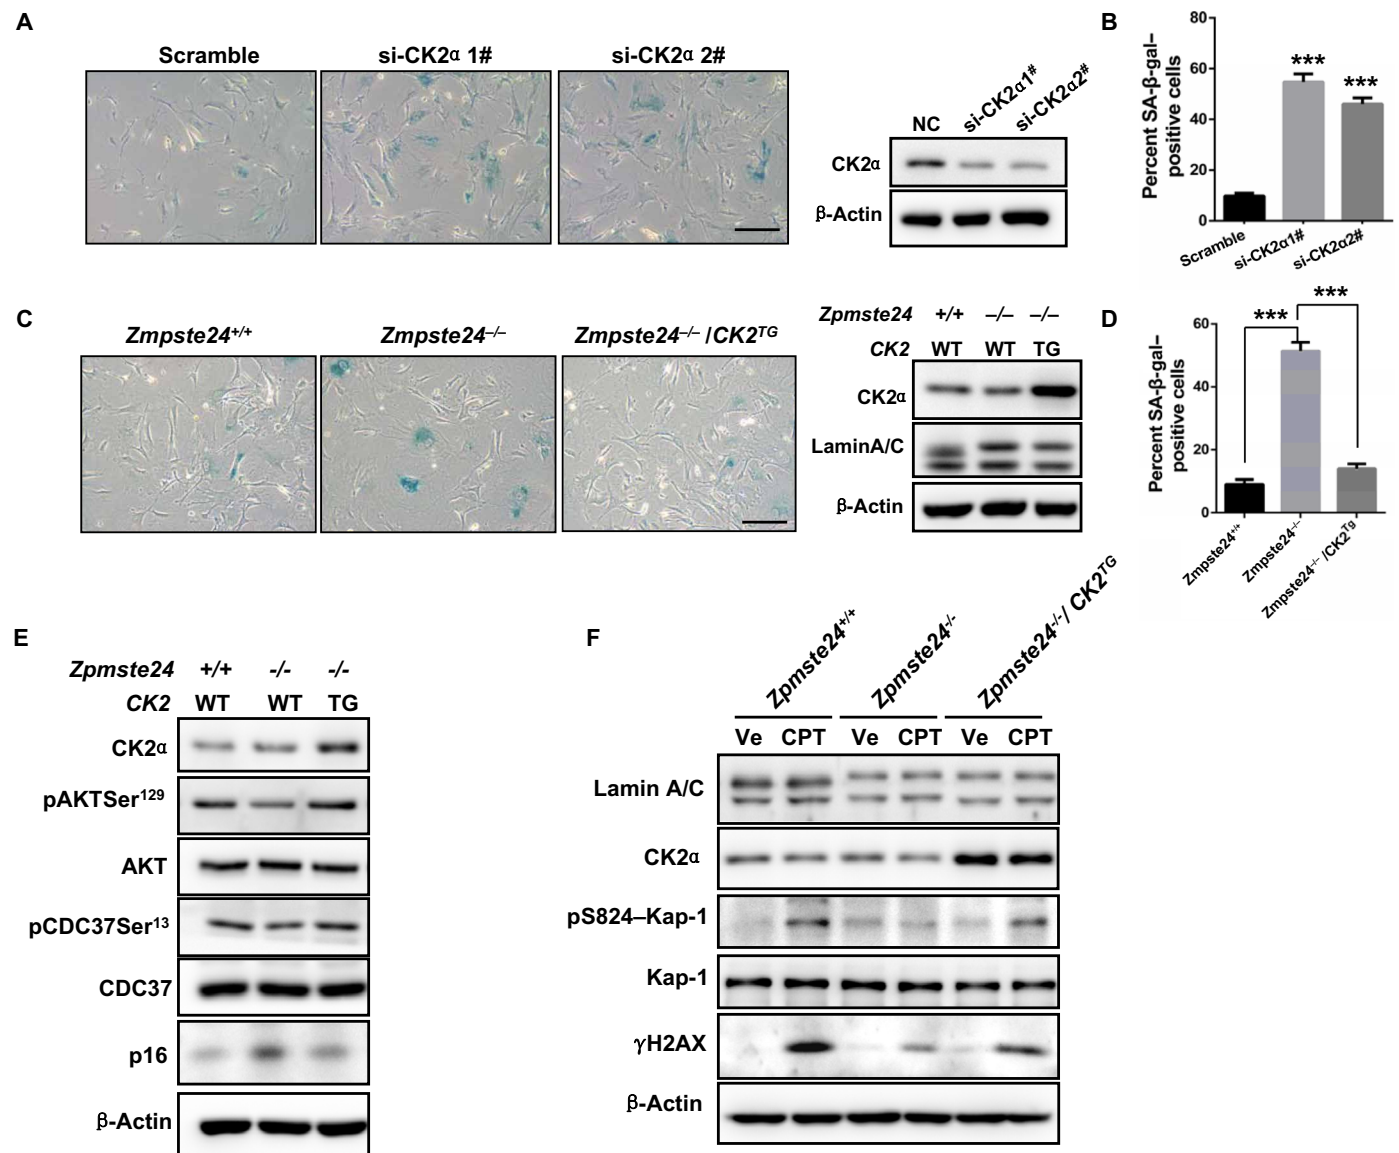 A
Scramble
si-CK2α 1#
si-CK2α 2#
NC
si-CK2α1#
si-CK2α2#
CK2α
β-Actin
B
Percent SA-β-gal–
positive cells
80
60
40
20
0
***
***
Scramble
si-CK2α1#
si-CK2α2#
C
Zmpste24+/+
Zmpste24–/–
Zmpste24–/– /CK2TG
Zpmste24 +/+ –/– –/–
CK2 WT WT TG
CK2α
LaminA/C
β-Actin
D
Percent SA-β-gal–
positive cells
60
40
20
0
***
***
Zmpste24+/+
Zmpste24–/–
Zmpste24–/– /CK2Tg
E
Zpmste24 +/+ -/- -/-
CK2 WT WT TG
CK2α
pAKTSer129
AKT
pCDC37Ser13
CDC37
p16
β-Actin
F
Zpmste24+/+
Zpmste24-/-
Zpmste24-/-/ CK2TG
Ve CPT Ve CPT Ve CPT
Lamin A/C
CK2α
pS824–Kap-1
Kap-1
γH2AX
β-Actin